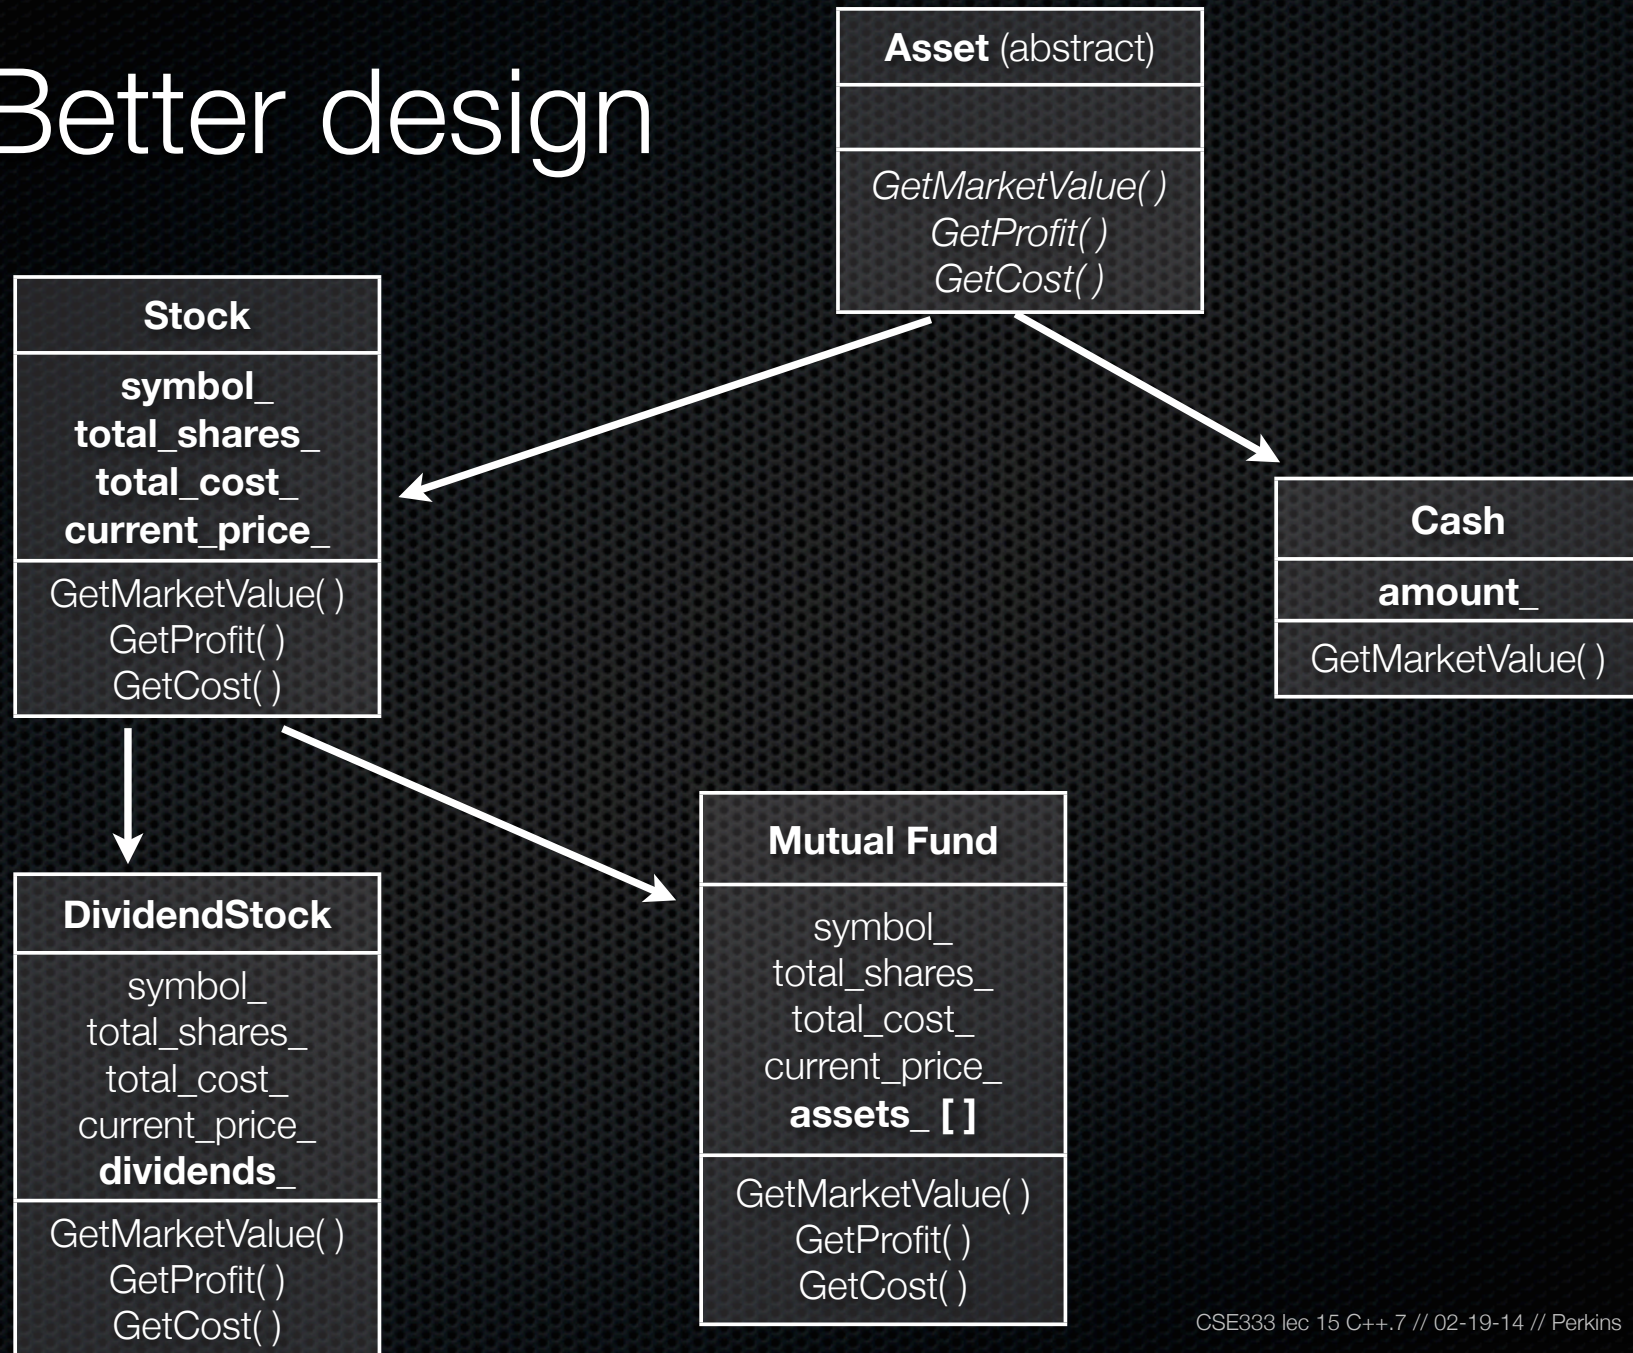 Better design
Asset (abstract)
GetMarketValue( )
GetProfit( )
GetCost( )
Stock
symbol_
total_shares_
total_cost_
current_price_
GetMarketValue( )
GetProfit( )
GetCost( )
Cash
amount_
GetMarketValue( )
DividendStock
symbol_
total_shares_
total_cost_
current_price_
dividends_
GetMarketValue( )
GetProfit( )
GetCost( )
Mutual Fund
symbol_
total_shares_
total_cost_
current_price_
assets_ [ ]
GetMarketValue( )
GetProfit( )
GetCost( )
CSE333 lec 15 C++.7 // 02-19-14 // Perkins